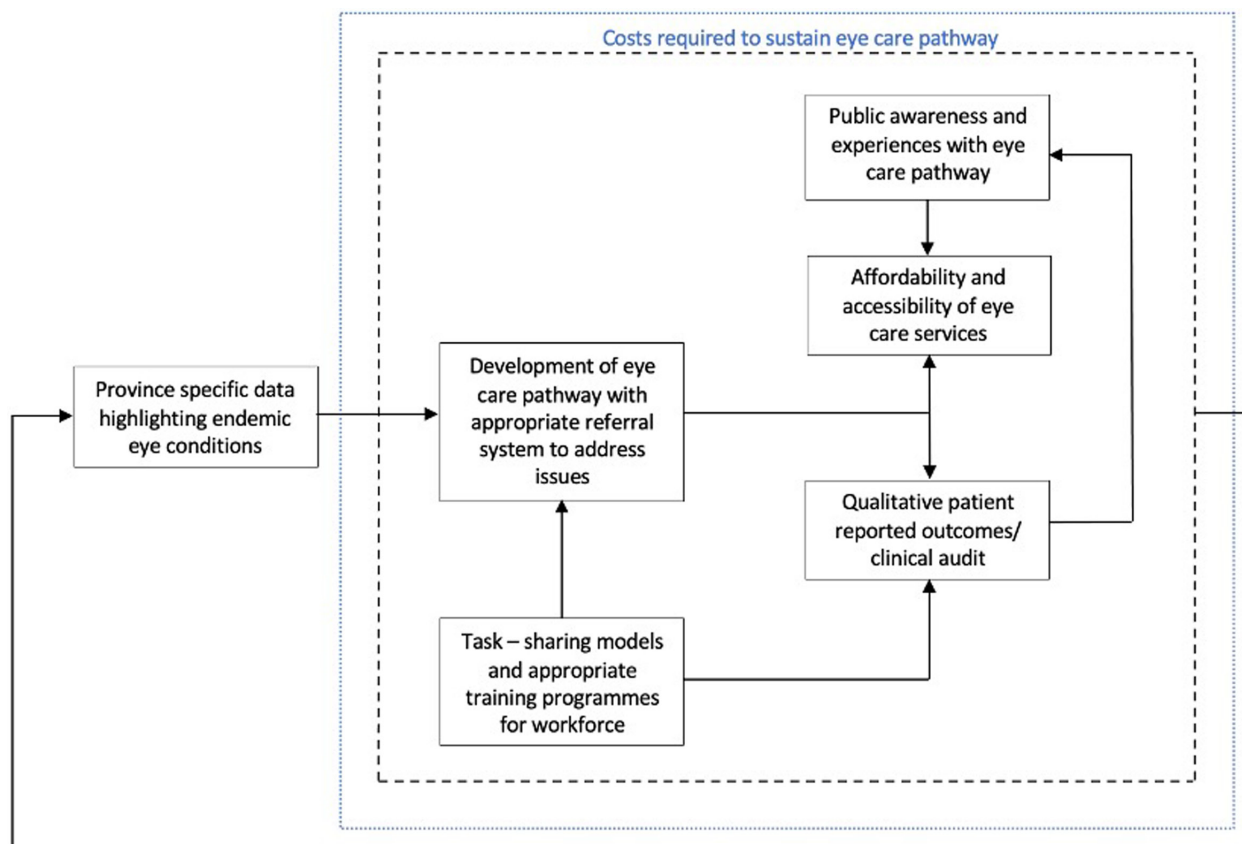 Costs required to sustain eye care pathway
Public awareness and
experiences with eye
care pathway
Affordability and
accessibility of eye
care services
Province specific data
highlighting endemic
eye conditions
Development of eye
care pathway with
appropriate referral
system to address
issues
Qualitative patient
reported outcomes/
clinical audit
Task – sharing models
and appropriate
training programmes
for workforce